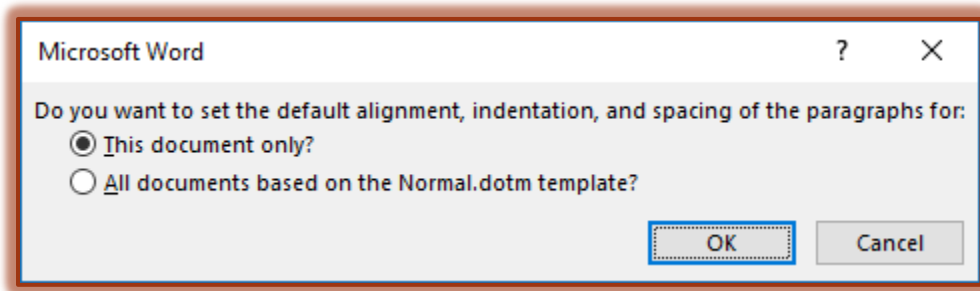 Microsoft Word ?
Do you want to set the default alignment, indentation, and spacing of the paragraphs for:
This document only?
All documents based on the Normal.dotm template?
OK Cancel